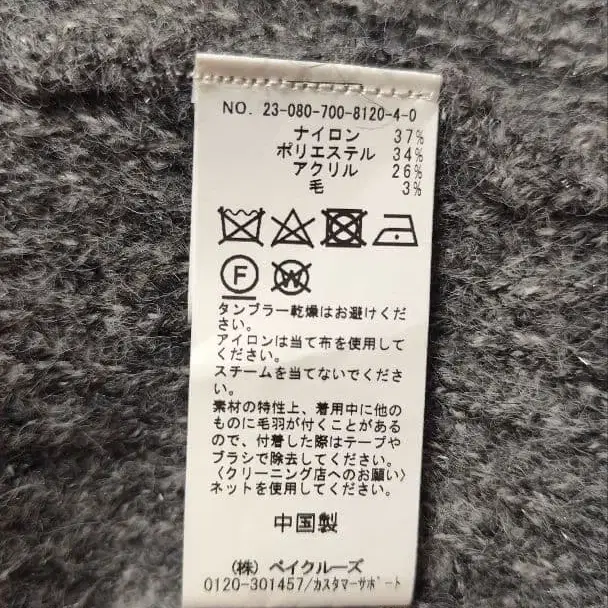 NO. 23-080-700-8120-4-0
ナイロン 37%
ポリエステル 34%
アクリル 26%
毛 3%
F W
タンブラー乾燥はお避けくだ
さい。
アイロンは当て布を使用して
ください。
スチームを当てないでくださ
い。
素材の特性上、着用中に他の
ものに毛羽が付くことがある
ので、付着した際はテープや
ブラシで除去してください。
〈クリーニング店へのお願い〉
ネットを使用してください。
中国製
(株) ベイクルーズ
0120-301457/カスタマーサポート